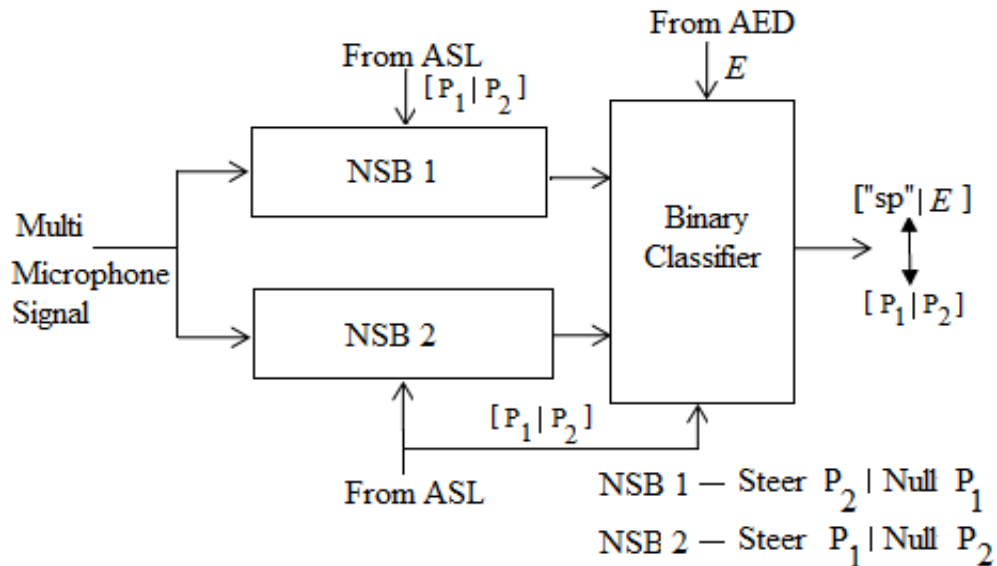 From AED
From ASL
E
[P₁|P₂]
NSB 1
["sp"|E]
Multi
Microphone
Signal
Binary
Classifier
[P₁|P₂]
NSB 2
[P₁|P₂]
From ASL
NSB 1 — Steer P₂ | Null P₁
NSB 2 — Steer P₁ | Null P₂